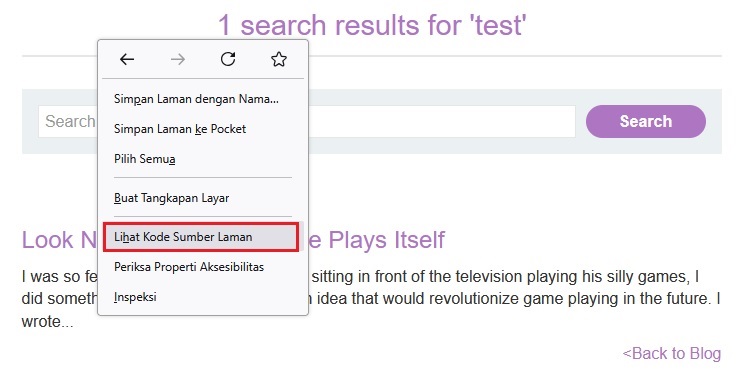 1 search results for 'test'
Simpan Laman dengan Nama...
Simpan Laman ke Pocket
Pilih Semua
Buat Tangkapan Layar
Lihat Kode Sumber Laman
Periksa Properti Aksesibilitas
Inspeksi
Search
Search
Look N e Plays Itself
I was so fe sitting in front of the television playing his silly games, I
did someth n idea that would revolutionize game playing in the future. I
wrote...
<Back to Blog